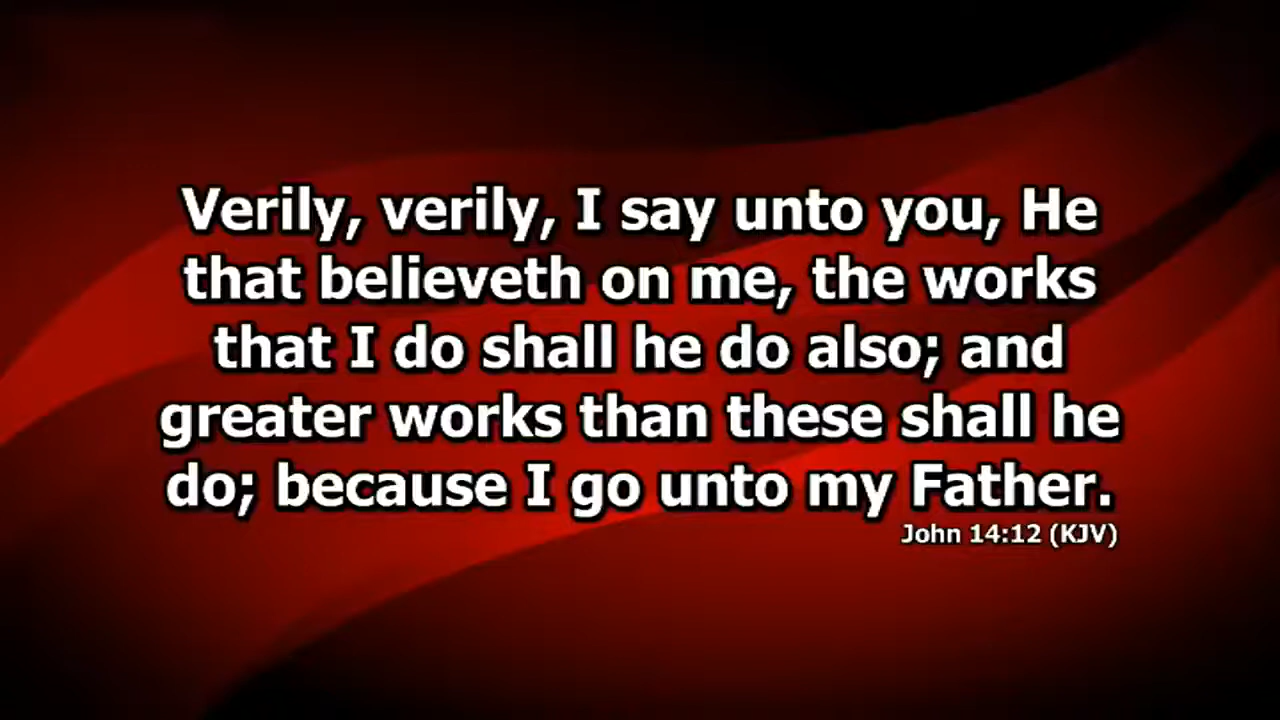 Verily, verily, I say unto you, He
that believeth on me, the works
that I do shall he do also; and
greater works than these shall he
do; because I go unto my Father.
John 14:12 (KJV)